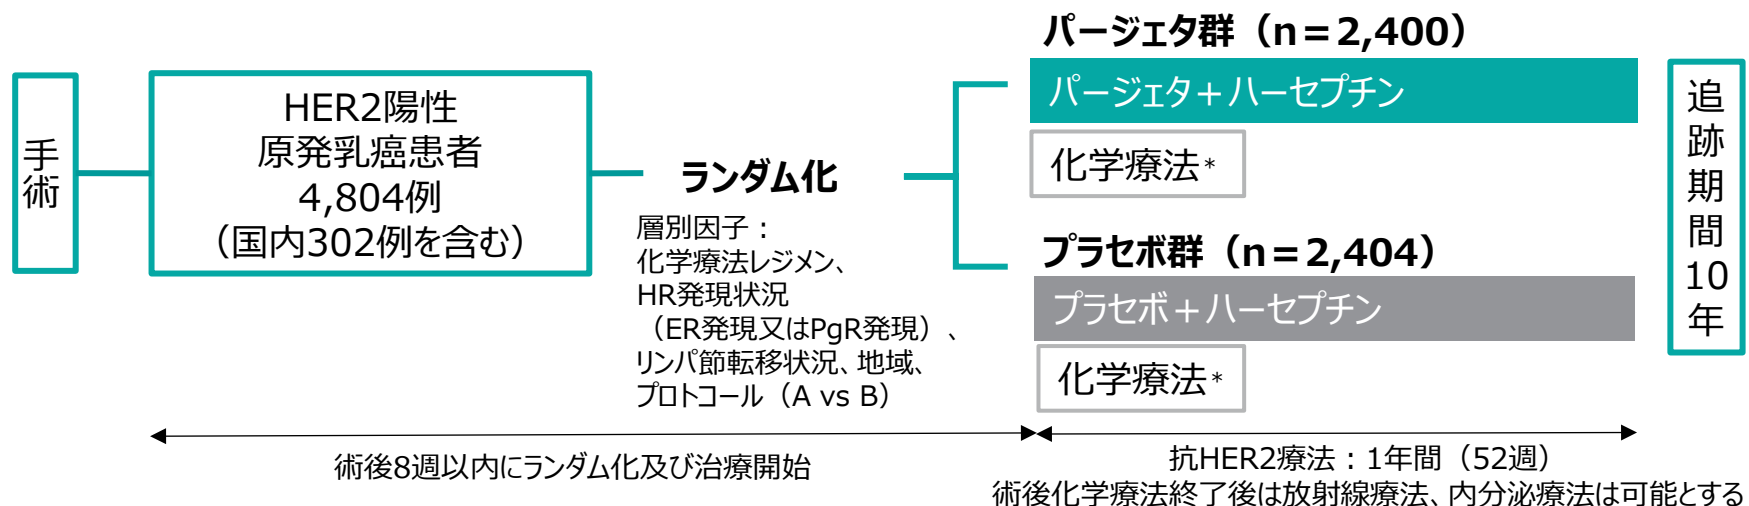 手術
HER2陽性
原発乳癌患者
4,804例
（国内302例を含む）
ランダム化
層別因子：
化学療法レジメン、
HR発現状況
（ER発現又はPgR発現）、
リンパ節転移状況、地域、
プロトコール（A vs B）
パージェタ群（n＝2,400）
パージェタ＋ハーセプチン
化学療法*
プラセボ群（n＝2,404）
プラセボ＋ハーセプチン
化学療法*
追跡期間10年
術後8週以内にランダム化及び治療開始
抗HER2療法：1年間（52週）
術後化学療法終了後は放射線療法、内分泌療法は可能とする